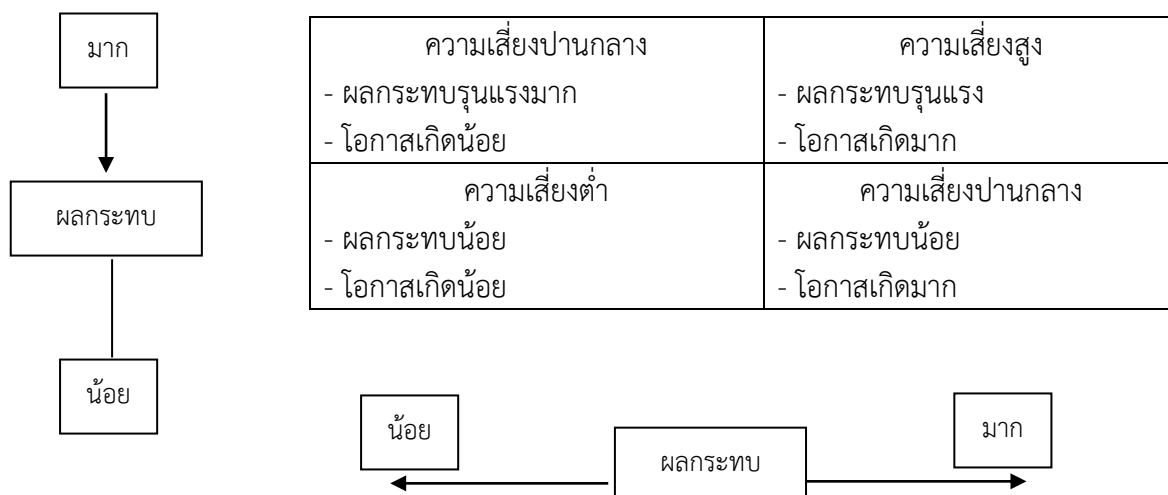 มาก
ผลกระทบ
น้อย
ความเสี่ยงปานกลาง
- ผลกระทบรุนแรงมาก
- โอกาสเกิดน้อย
ความเสี่ยงสูง
- ผลกระทบรุนแรง
- โอกาสเกิดมาก
ความเสี่ยงต่ำ
- ผลกระทบน้อย
- โอกาสเกิดน้อย
ความเสี่ยงปานกลาง
- ผลกระทบน้อย
- โอกาสเกิดมาก
น้อย
ผลกระทบ
มาก